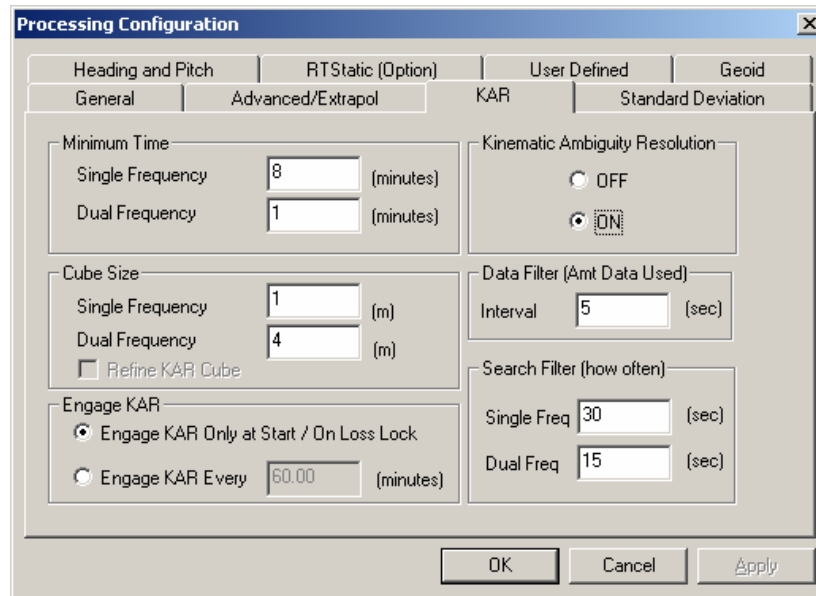 Processing Configuration
Heading and Pitch
RTStatic (Option)
User Defined
Geoid
General
Advanced/Extrapol
KAR
Standard Deviation
Minimum Time
Single Frequency 8 (minutes)
Dual Frequency 1 (minutes)
Cube Size
Single Frequency 1 (m)
Dual Frequency 4 (m)
Refine KAR Cube
Engage KAR
Engage KAR Only at Start / On Loss Lock
Engage KAR Every 60.00 (minutes)
Kinematic Ambiguity Resolution
OFF
ON
Data Filter (Amt Data Used)
Interval 5 (sec)
Search Filter (how often)
Single Freq 30 (sec)
Dual Freq 15 (sec)
OK
Cancel
Apply